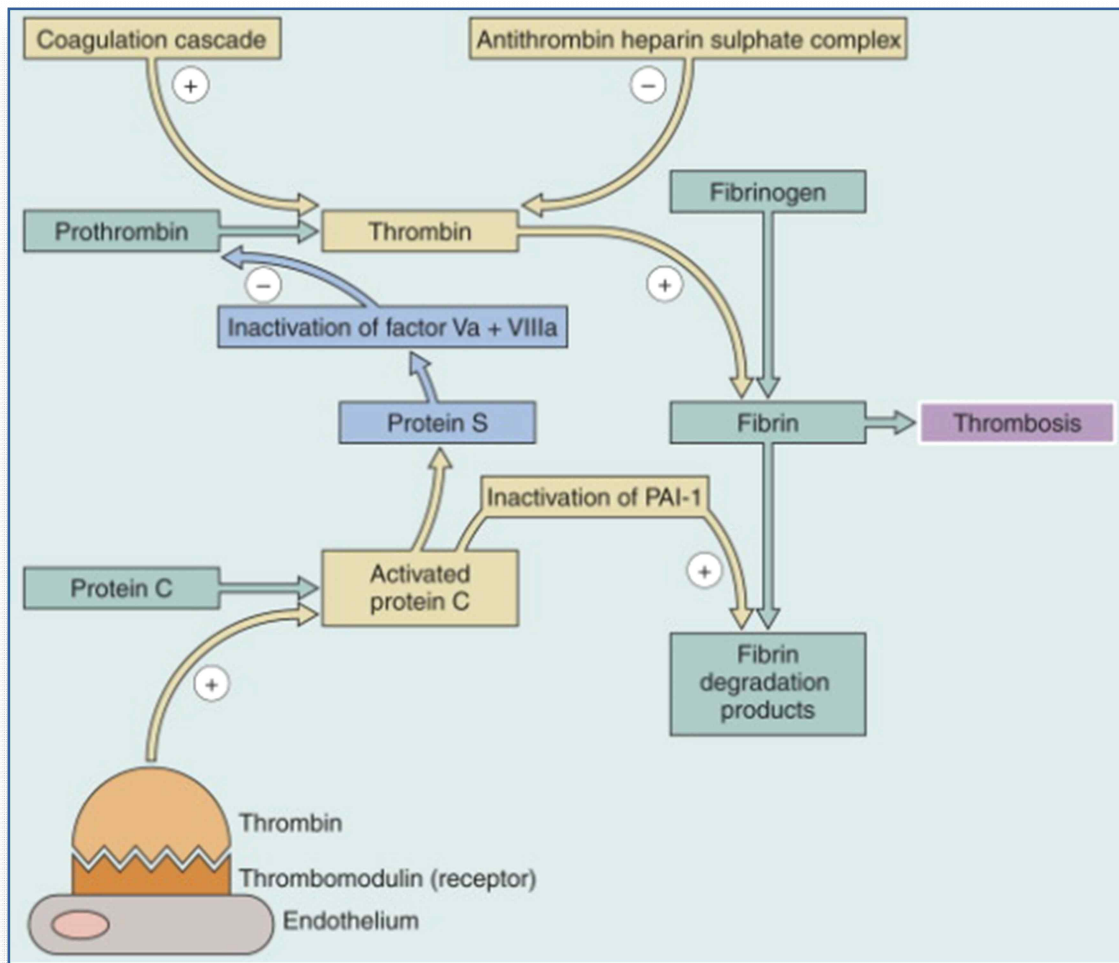 Coagulation cascade
Antithrombin heparin sulphate complex
+
−
Fibrinogen
Prothrombin
Thrombin
−
+
Inactivation of factor Va + VIIIa
Protein S
Fibrin
Thrombosis
Inactivation of PAI-1
Protein C
Activated
protein C
+
+
Fibrin
degradation
products
Thrombin
Thrombomodulin (receptor)
Endothelium